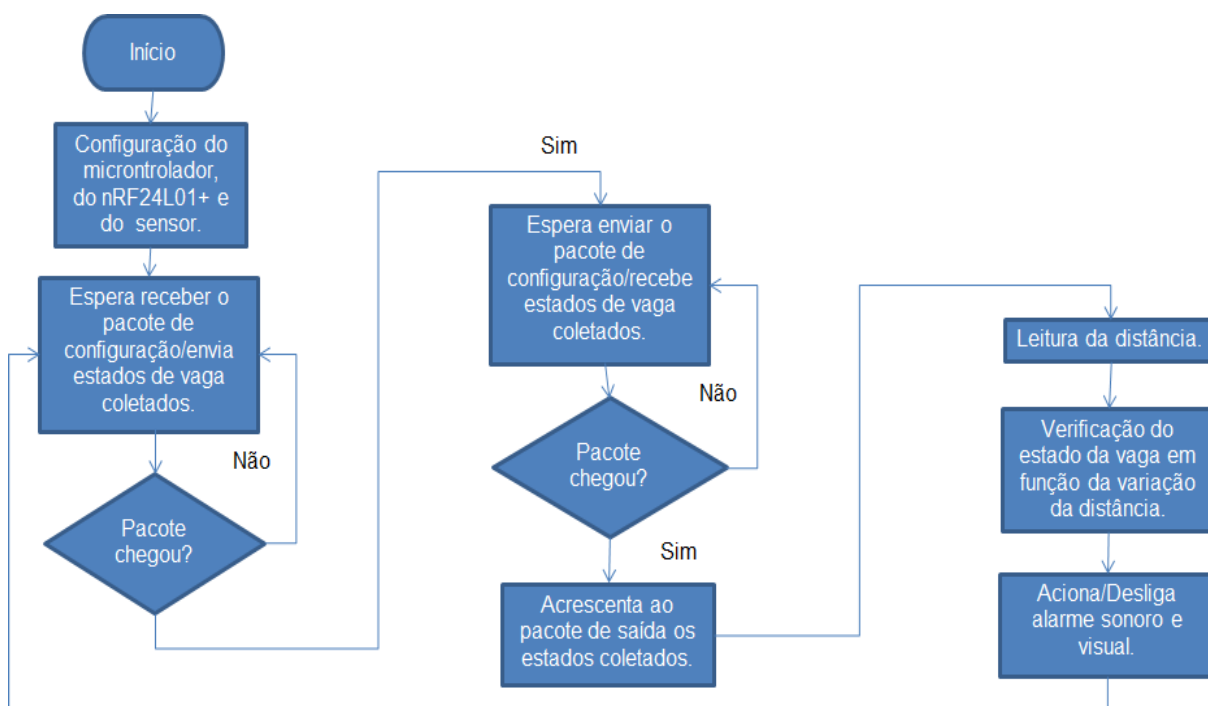 Início
Configuração do
microntrolador,
do nRF24L01+ e
do sensor.
Espera receber o
pacote de
configuração/envia
estados de vaga
coletados.
Não
Pacote
chegou?
Sim
Espera enviar o
pacote de
configuração/recebe
estados de vaga
coletados.
Não
Pacote
chegou?
Sim
Acrescenta ao
pacote de saída os
estados coletados.
Leitura da distância.
Verificação do
estado da vaga em
função da variação
da distância.
Aciona/Desliga
alarme sonoro e
visual.